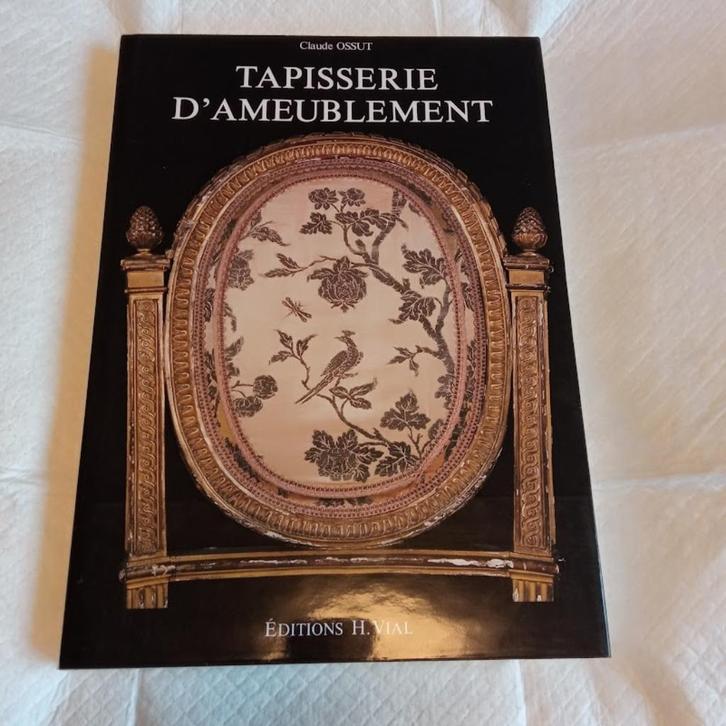 Claude OSSUT
TAPISSERIE
D'AMEUBLEMENT
ÉDITIONS H. VIAL